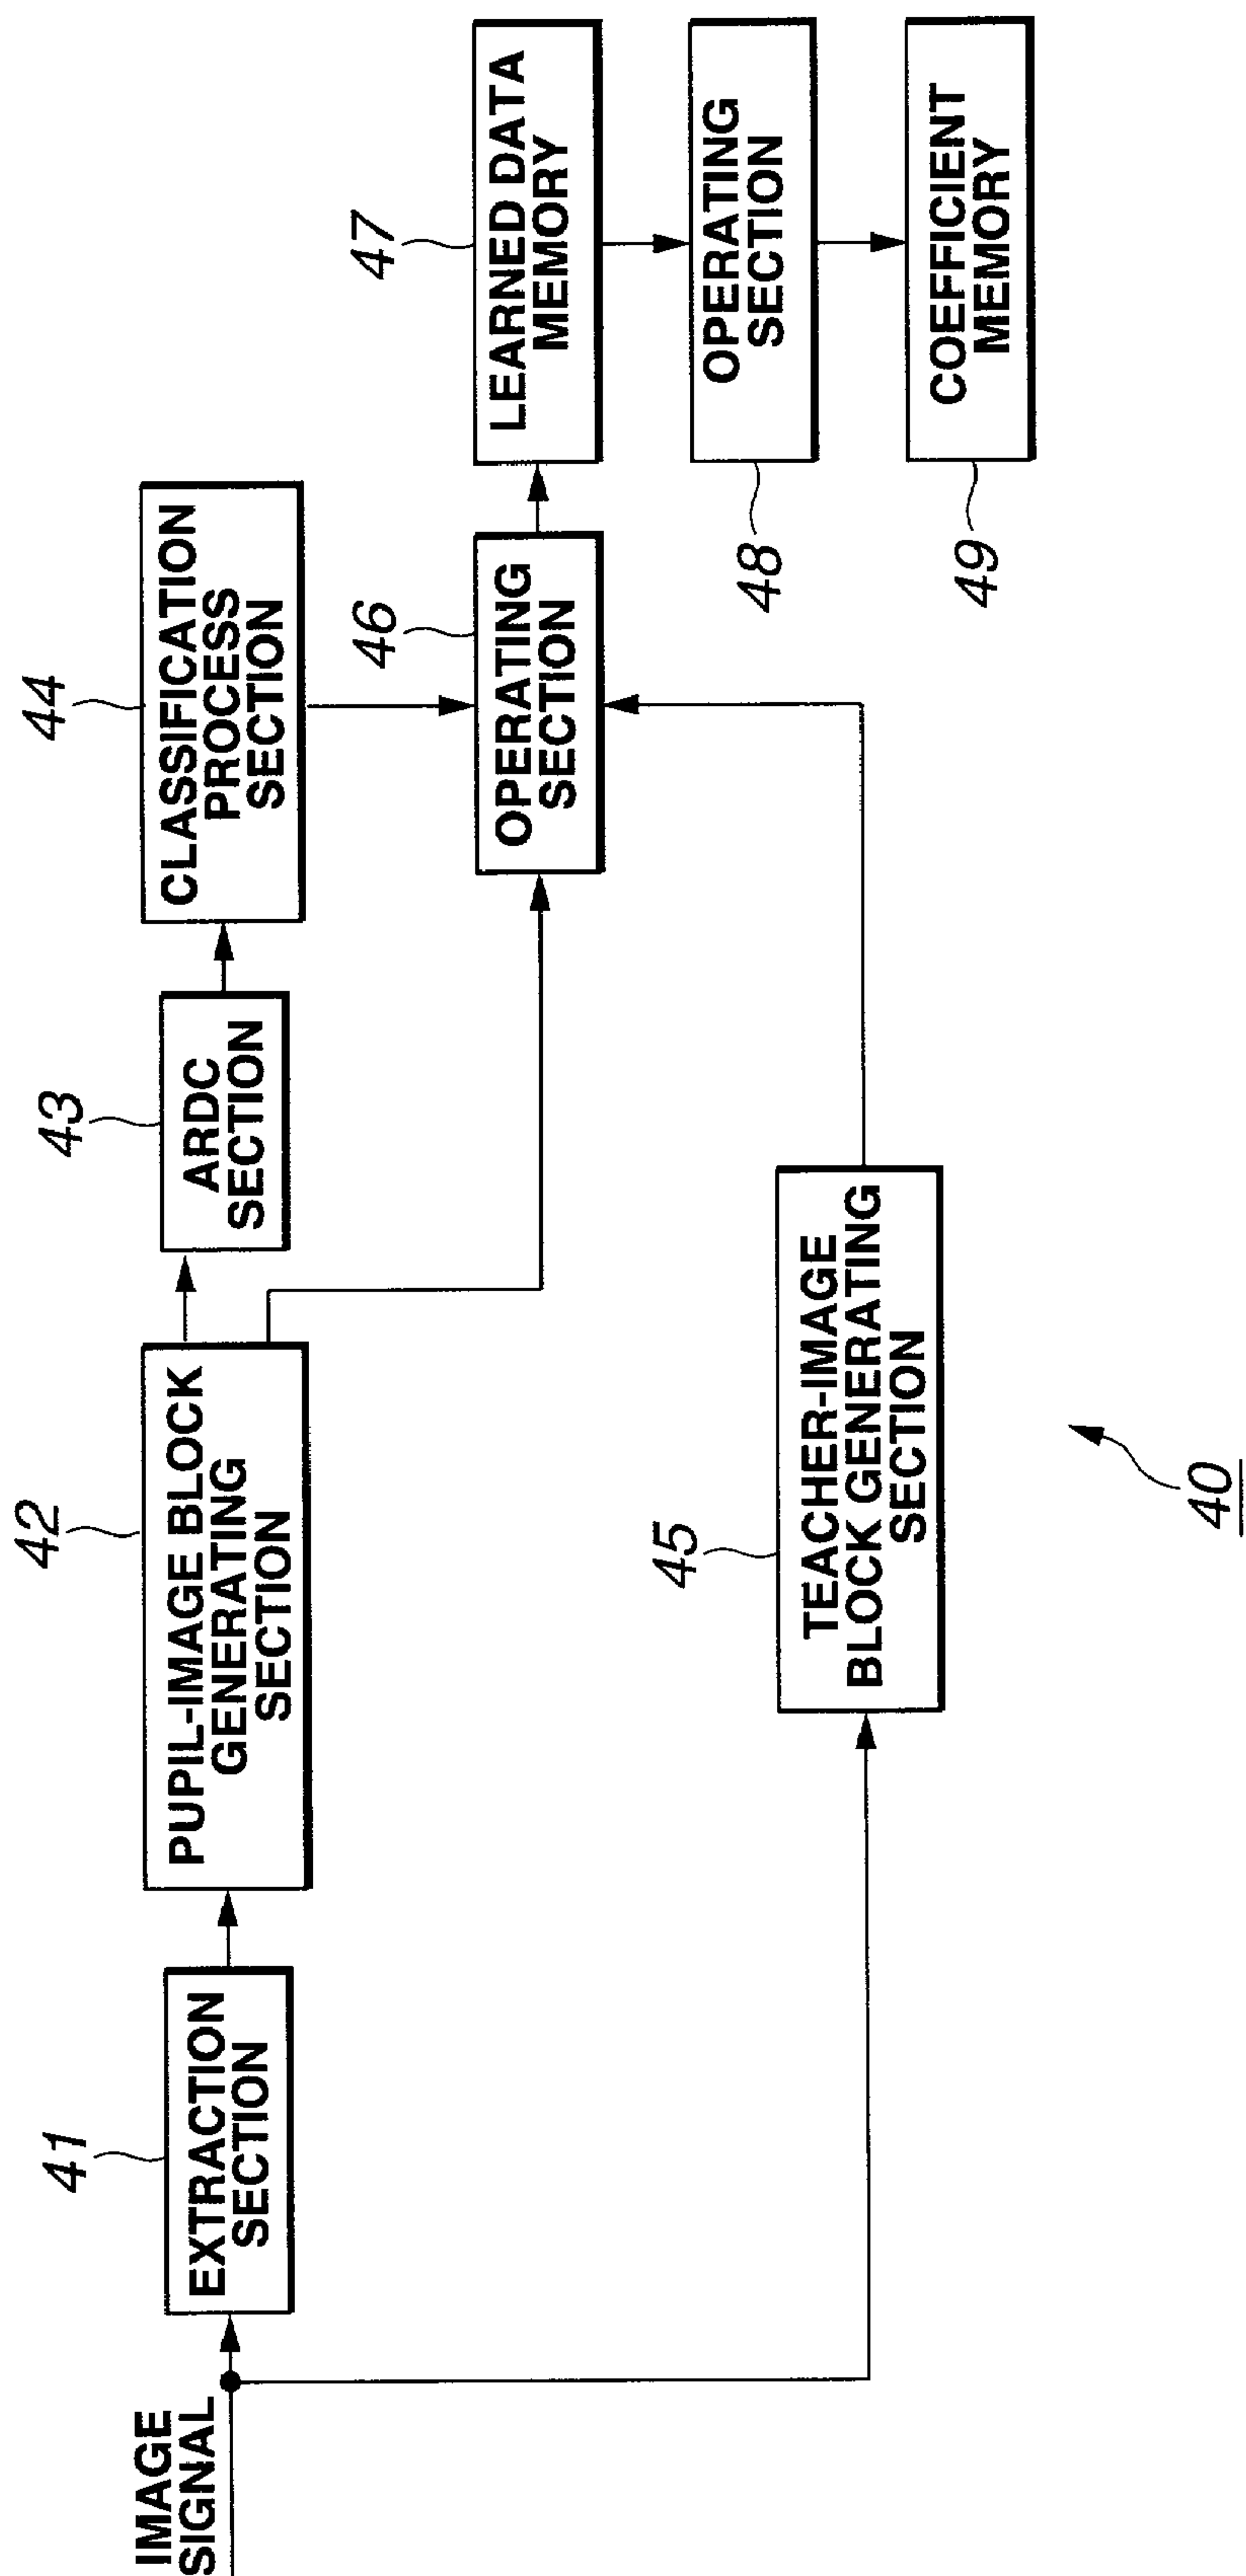 IMAGE
SIGNAL
41
EXTRACTION
SECTION
42
PUPIL-IMAGE BLOCK
GENERATING
SECTION
43
ARDC
SECTION
44
CLASSIFICATION
PROCESS
SECTION
45
TEACHER-IMAGE
BLOCK GENERATING
SECTION
46
OPERATING
SECTION
47
LEARNED DATA
MEMORY
48
OPERATING
SECTION
49
COEFFICIENT
MEMORY
40